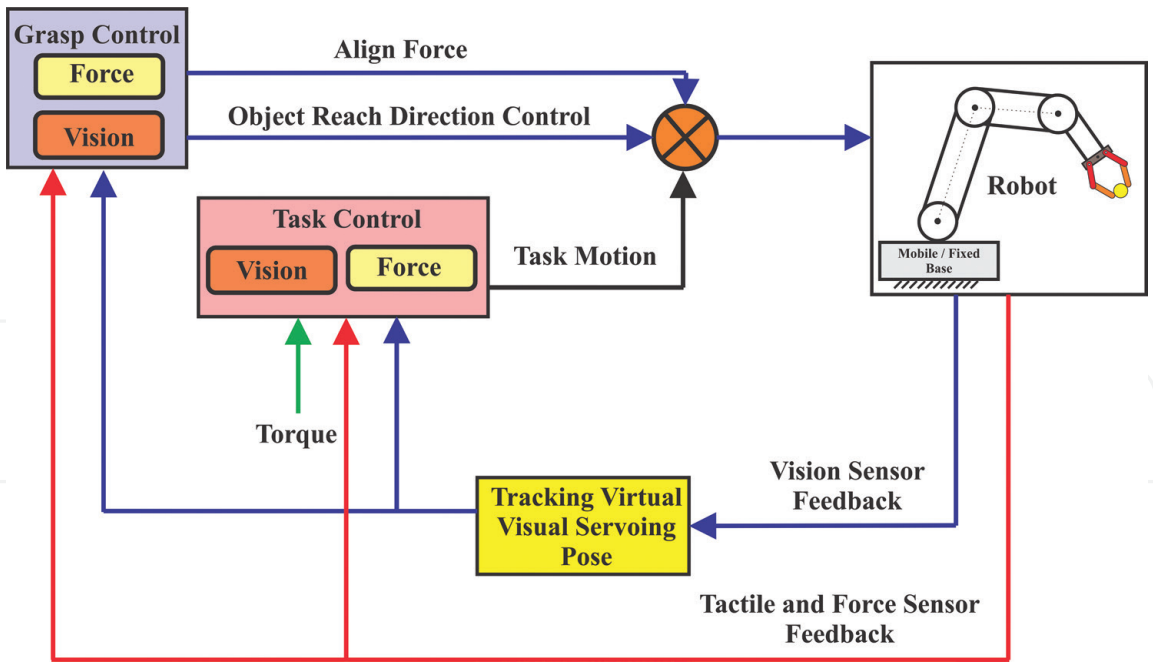 Grasp Control
Force
Vision
Align Force
Object Reach Direction Control
Task Control
Vision
Force
Task Motion
Torque
Robot
Mobile / Fixed
Base
Vision Sensor
Feedback
Tracking Virtual
Visual Servoing
Pose
Tactile and Force Sensor
Feedback